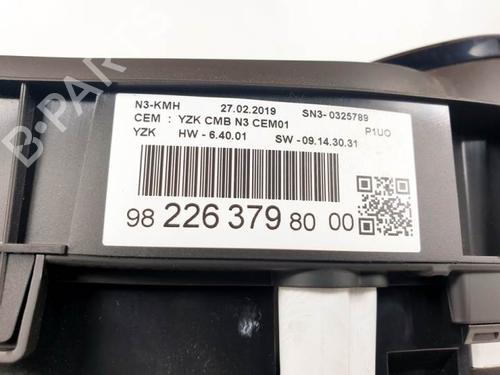 N3-KMH 27.02.2019 SN3- 0325789
CEM : YZK CMB N3 CEM01 P1UO
YZK HW - 6.40.01 SW -09.14.30.31
98 226 379 80 00